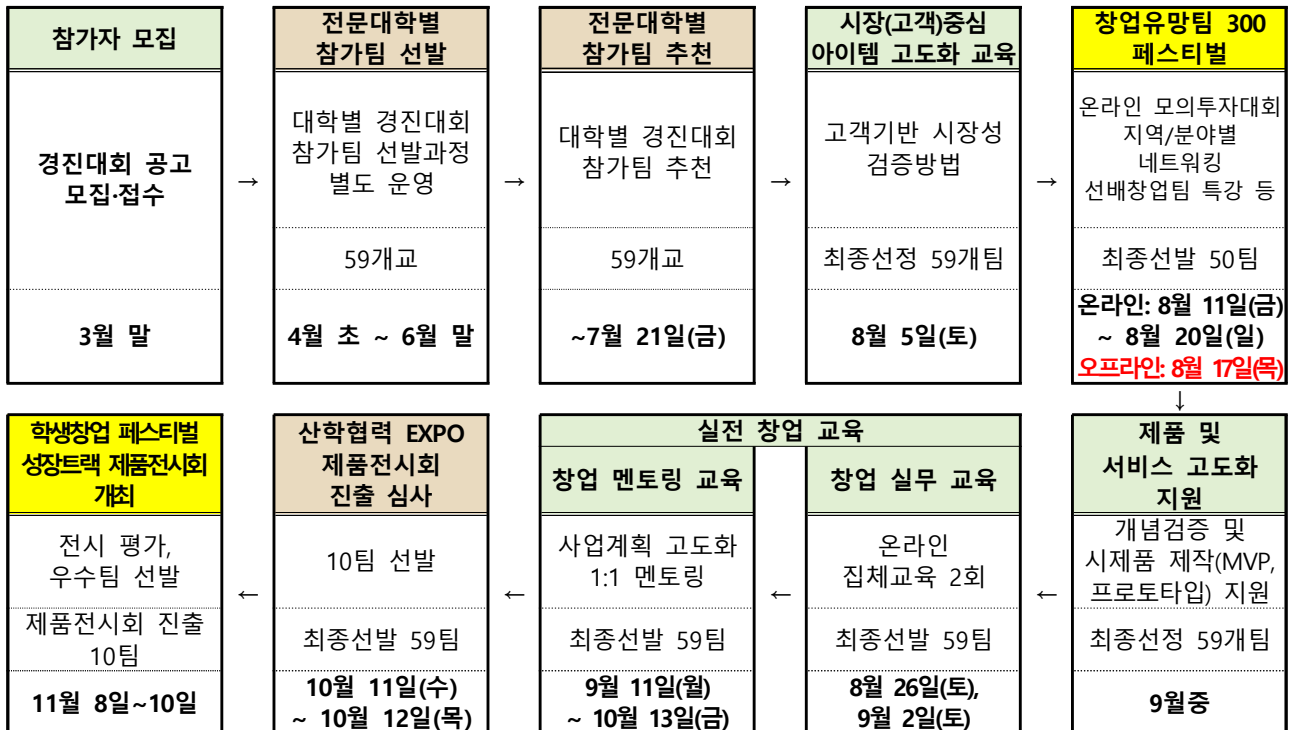 참가자 모집
경진대회 공고
모집·접수
3월 말
→
전문대학별
참가팀 선발
대학별 경진대회
참가팀 선발과정
별도 운영
59개교
4월 초 ~ 6월 말
→
전문대학별
참가팀 추천
대학별 경진대회
참가팀 추천
59개교
~7월 21일(금)
→
시장(고객)중심
아이템 고도화 교육
고객기반 시장성
검증방법
최종선정 59개팀
8월 5일(토)
→
창업유망팀 300
페스티벌
온라인 모의투자대회
지역/분야별
네트워킹
선배창업팀 특강 등
최종선발 50팀
온라인: 8월 11일(금)
~ 8월 20일(일)
오프라인: 8월 17일(목)
↓
제품 및
서비스 고도화
지원
개념검증 및
시제품 제작(MVP,
프로토타입) 지원
최종선정 59개팀
9월중
←
실전 창업 교육
창업 실무 교육
온라인
집체교육 2회
최종선발 59팀
8월 26일(토),
9월 2일(토)
←
창업 멘토링 교육
사업계획 고도화
1:1 멘토링
최종선발 59팀
9월 11일(월)
~ 10월 13일(금)
←
산학협력 EXPO
제품전시회
진출 심사
10팀 선발
최종선발 59팀
10월 11일(수)
~ 10월 12일(목)
←
학생창업 페스티벌
성장트랙 제품전시회
개최
전시 평가,
우수팀 선발
제품전시회 진출
10팀
11월 8일~10일